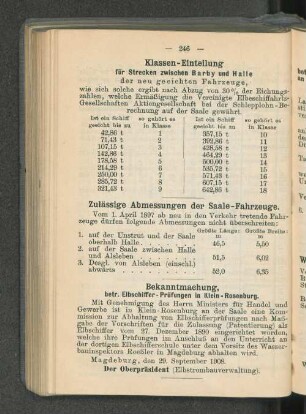 — 246 —
Klassen-Einteilung
für Strecken zwischen Barby und Halle
der neu geeichten Fahrzeuge,
wie sich solche ergibt nach Abzug von 30%, der Eichungs-
zahlen, welche Ermäßigung die Vereinigte Elbeschiffahrts-
Gesellschaften Aktiengesellschaft bei der Schlepplohn-Be-
rechnung auf der Saale gewährt.
Ist ein Schiff so gehört es Ist ein Schiff so gehört es
geeicht bis zu in Klasse geeicht bis zu in Klasse
42,86 t 1 357,15 t 10
71,43 t 2 392,86 t 11
107,15 t 3 428,58 t 12
142,86 t 4 464,29 t 13
178,58 t 5 500,00 t 14
214,29 t 6 535,72 t 15
250,00 t 7 571,43 t 16
285,72 t 8 607,15 t 17
321,43 t 9 642,86 t 18
Zulässige Abmessungen der Saale-Fahrzeuge.
Vom 1. April 1897 ab neu in den Verkehr tretende Fahr-
zeuge dürfen folgende Abmessungen nicht überschreiten:
Größte Länge: Größte Breite:
m m
1. auf der Unstrut und der Saale
oberhalb Halle 46,5 5,50
2. auf der Saale zwischen Halle
und Alsleben 51,5 6,02
3. Desgl. von Alsleben (einschl.)
abwärts 52,0 6,35
Bekanntmachung,
betr. Elbschiffer-Prüfungen in Klein-Rosenburg.
Mit Genehmigung des Herrn Ministers für Handel und
Gewerbe ist in Klein-Rosenburg an der Saale eine Kom-
mission zur Abhaltung von Elbschifferprüfungen nach Maß-
gabe der Vorschriften für die Zulassung (Patentierung) als
Elbschiffer vom 27. Dezember 1890 eingerichtet worden,
welche ihre Prüfungen im Anschluß an den Unterricht an
der dortigen Elbschifferschule unter dem Vorsitz des Wasser-
bauinspectors Roeßler in Magdeburg abhalten wird.
Magdeburg, den 29. September 1908.
Der Oberpräsident (Elbstrombauverwaltung).